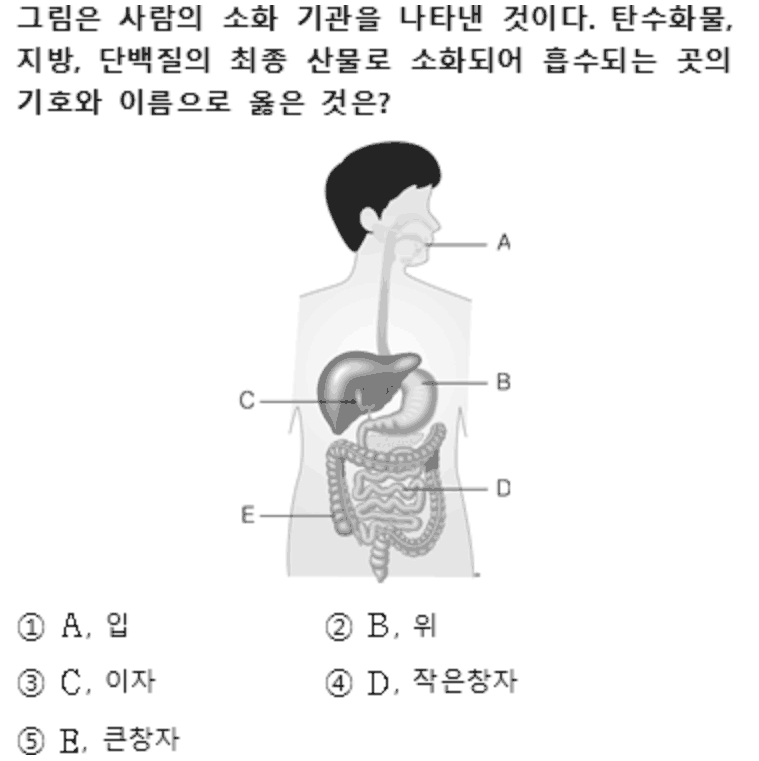 그림은 사람의 소화 기관을 나타낸 것이다. 탄수화물,
지방, 단백질의 최종 산물로 소화되어 흡수되는 곳의
기호와 이름으로 옳은 것은?
A
B
C
D
E
① A, 입 ② B, 위
③ C, 이자 ④ D, 작은창자
⑤ E, 큰창자